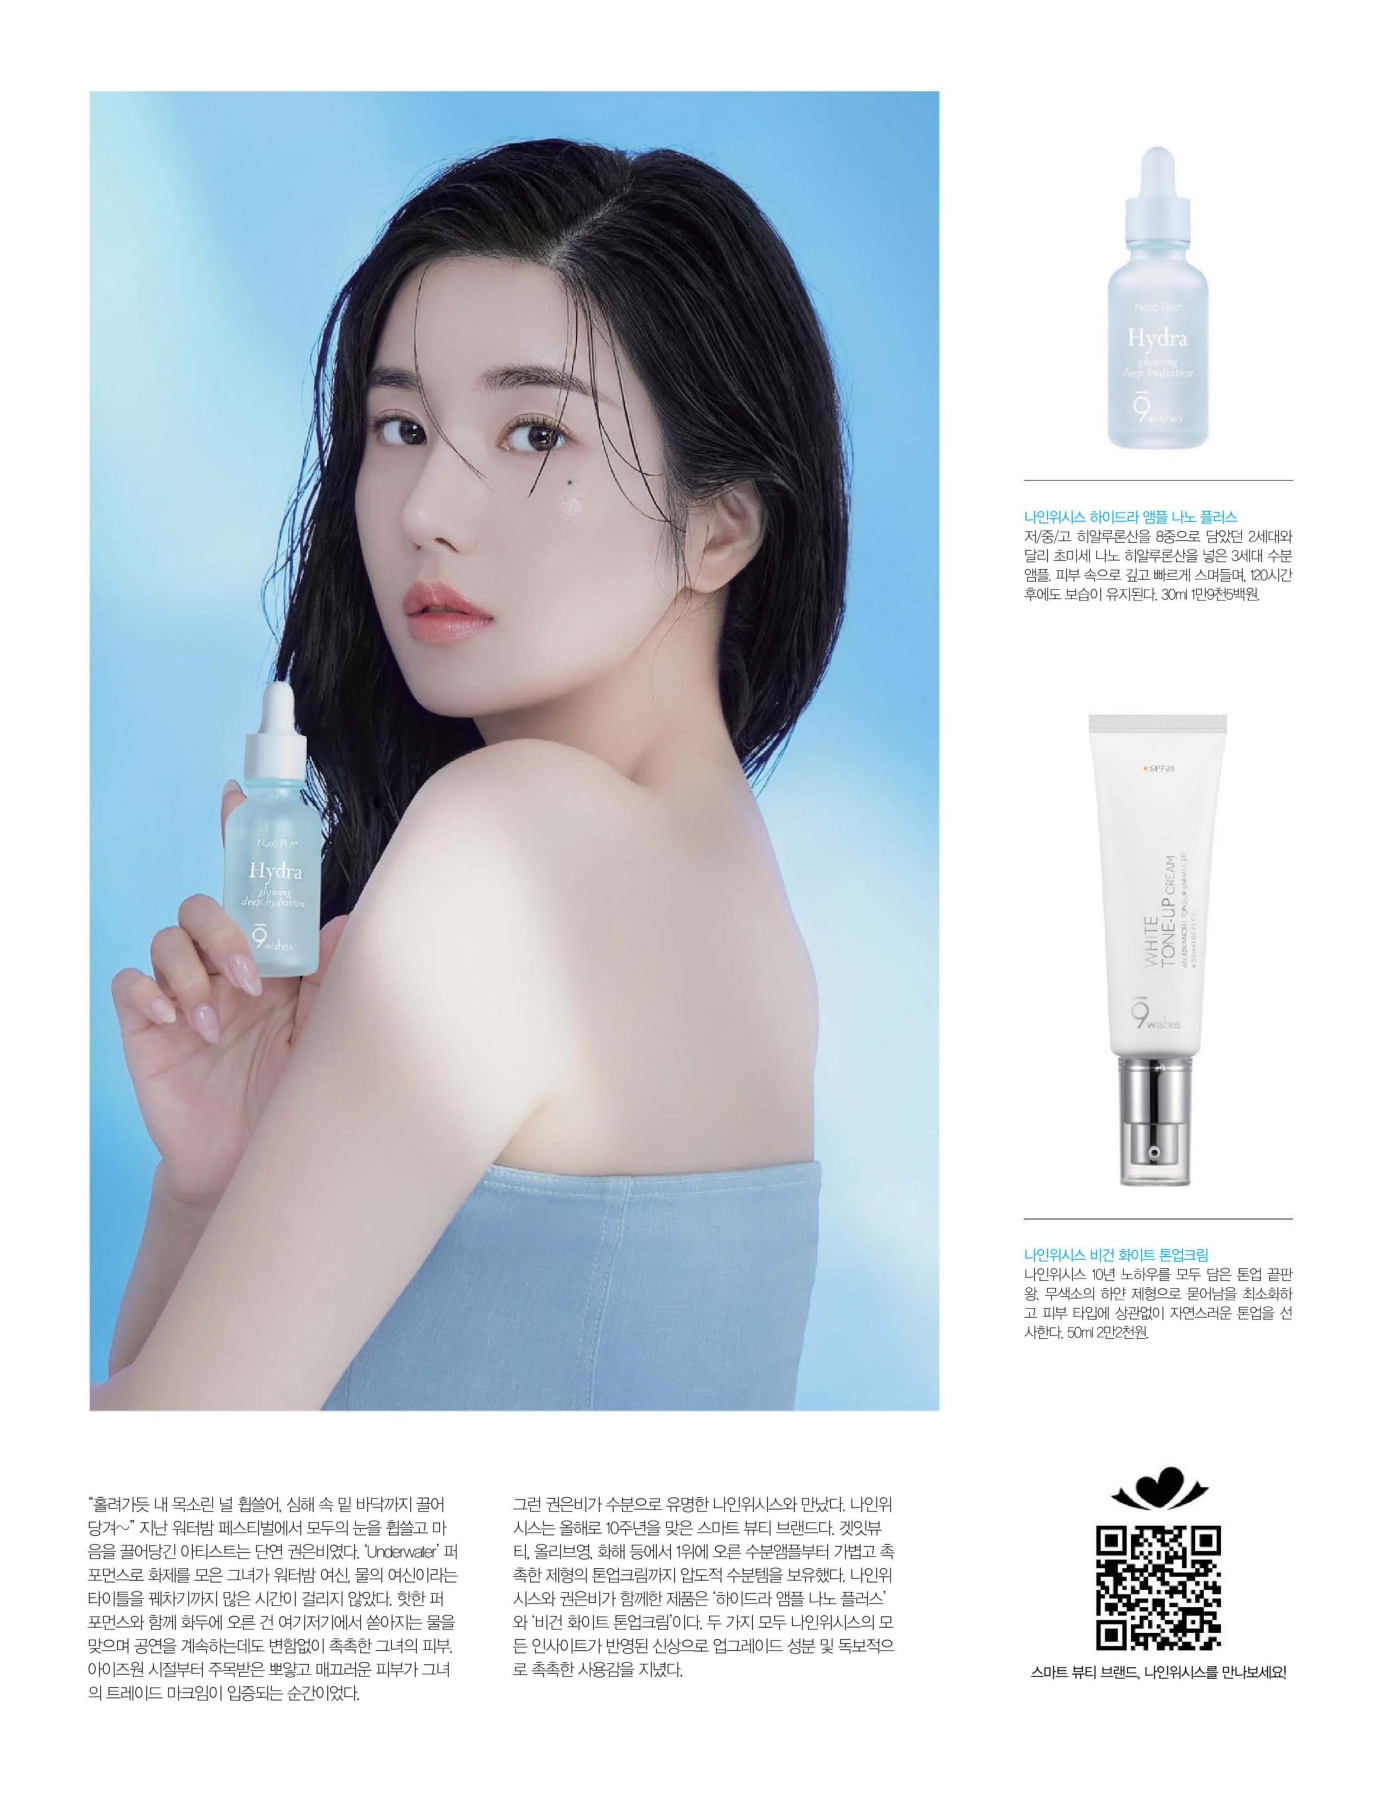 Nano Plus+
Hydra
glowing
deep hydration
9wishes
나인위시스 하이드라 앰플 나노 플러스
저/중/고 히알루론산을 8중으로 담았던 2세대와
달리 초미세 나노 히알루론산을 넣은 3세대 수분
앰플. 피부 속으로 깊고 빠르게 스며들며, 120시간
후에도 보습이 유지된다. 30ml 1만9천5백원.
Nano Plus+
Hydra
glowing
deep hydration
9wishes
SPF21
WHITE
TONE-UP CREAM
9wishes
나인위시스 비건 화이트 톤업크림
나인위시스 10년 노하우를 모두 담은 톤업 끝판
왕. 무색소의 하얀 제형으로 묻어남을 최소화하
고 피부 타입에 상관없이 자연스러운 톤업을 선
사한다. 50ml 2만2천원.
“홀려가듯 내 목소린 널 휩쓸어, 심해 속 밑 바닥까지 끌어
당겨~” 지난 워터밤 페스티벌에서 모두의 눈을 휩쓸고 마
음을 끌어당긴 아티스트는 단연 권은비였다. ‘Underwater’ 퍼
포먼스로 화제를 모은 그녀가 워터밤 여신, 물의 여신이라는
타이틀을 꿰차기까지 많은 시간이 걸리지 않았다. 핫한 퍼
포먼스와 함께 화두에 오른 건 여기저기에서 쏟아지는 물을
맞으며 공연을 계속하는데도 변함없이 촉촉한 그녀의 피부.
아이즈원 시절부터 주목받은 뽀얗고 매끄러운 피부가 그녀
의 트레이드 마크임이 입증되는 순간이었다.
그런 권은비가 수분으로 유명한 나인위시스와 만났다. 나인위
시스는 올해로 10주년을 맞은 스마트 뷰티 브랜드다. 겟잇뷰
티, 올리브영, 화해 등에서 1위에 오른 수분앰플부터 가볍고 촉
촉한 제형의 톤업크림까지 압도적 수분템을 보유했다. 나인위
시스와 권은비가 함께한 제품은 ‘하이드라 앰플 나노 플러스’
와 ‘비건 화이트 톤업크림’이다. 두 가지 모두 나인위시스의 모
든 인사이트가 반영된 신상으로 업그레이드 성분 및 독보적으
로 촉촉한 사용감을 지녔다.
스마트 뷰티 브랜드, 나인위시스를 만나보세요!